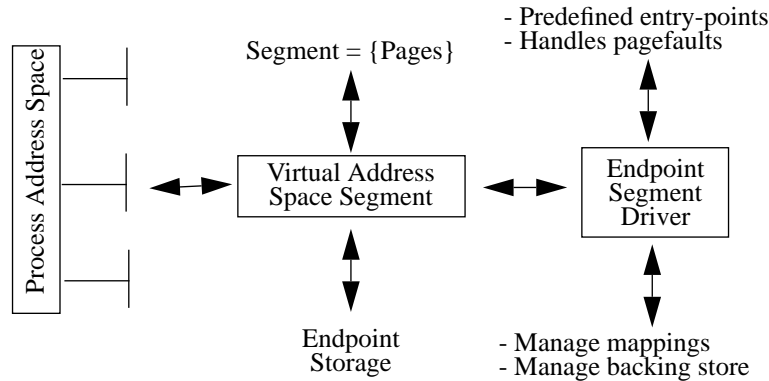 - Predefined entry-points
- Handles pagefaults
Segment = {Pages}
Process Address Space
Virtual Address
Space Segment
Endpoint
Segment
Driver
Endpoint
Storage
- Manage mappings
- Manage backing store